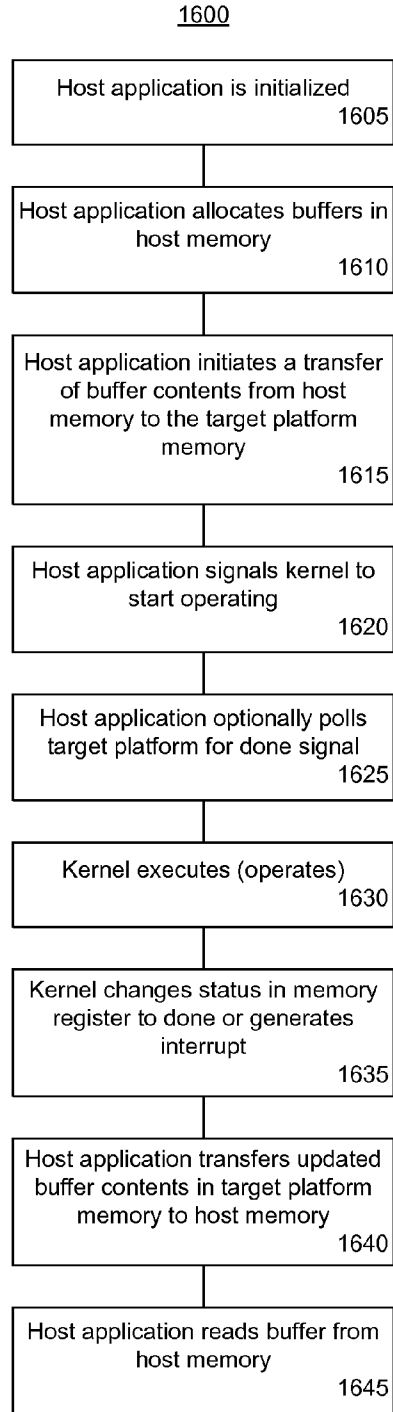 1600
Host application is initialized
1605
Host application allocates buffers in
host memory
1610
Host application initiates a transfer
of buffer contents from host
memory to the target platform
memory
1615
Host application signals kernel to
start operating
1620
Host application optionally polls
target platform for done signal
1625
Kernel executes (operates)
1630
Kernel changes status in memory
register to done or generates
interrupt
1635
Host application transfers updated
buffer contents in target platform
memory to host memory
1640
Host application reads buffer from
host memory
1645